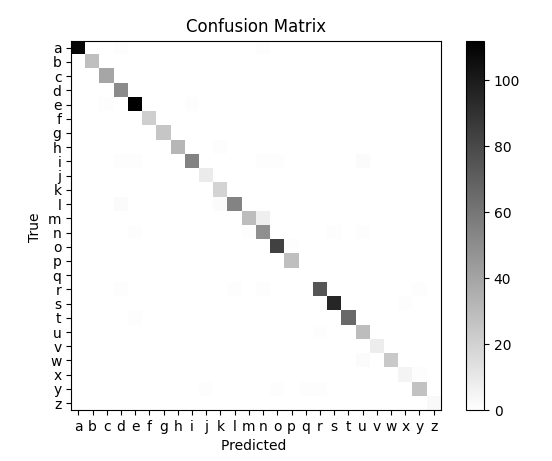 Confusion Matrix
True
a
b
c
d
e
f
g
h
i
j
k
l
m
n
o
p
q
r
s
t
u
v
w
x
y
z
a b c d e f g h i j k l m n o p q r s t u v w x y z
Predicted
100
80
60
40
20
0